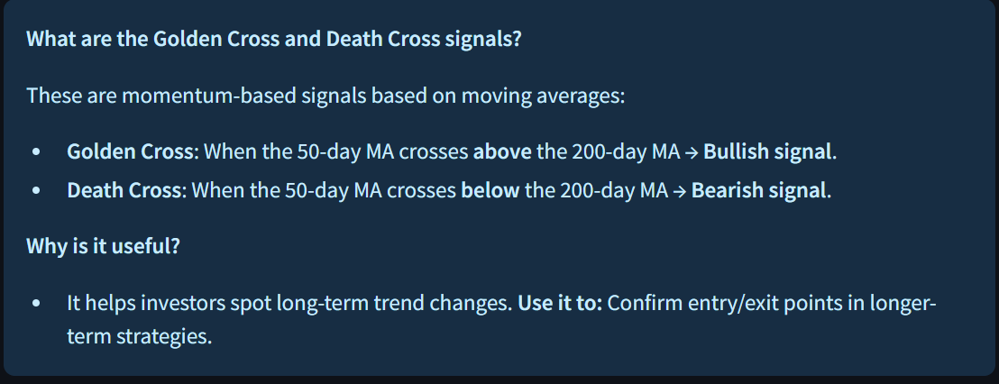 What are the Golden Cross and Death Cross signals?
These are momentum-based signals based on moving averages:
• Golden Cross: When the 50-day MA crosses above the 200-day MA → Bullish signal.
• Death Cross: When the 50-day MA crosses below the 200-day MA → Bearish signal.
Why is it useful?
• It helps investors spot long-term trend changes. Use it to: Confirm entry/exit points in longer-
term strategies.